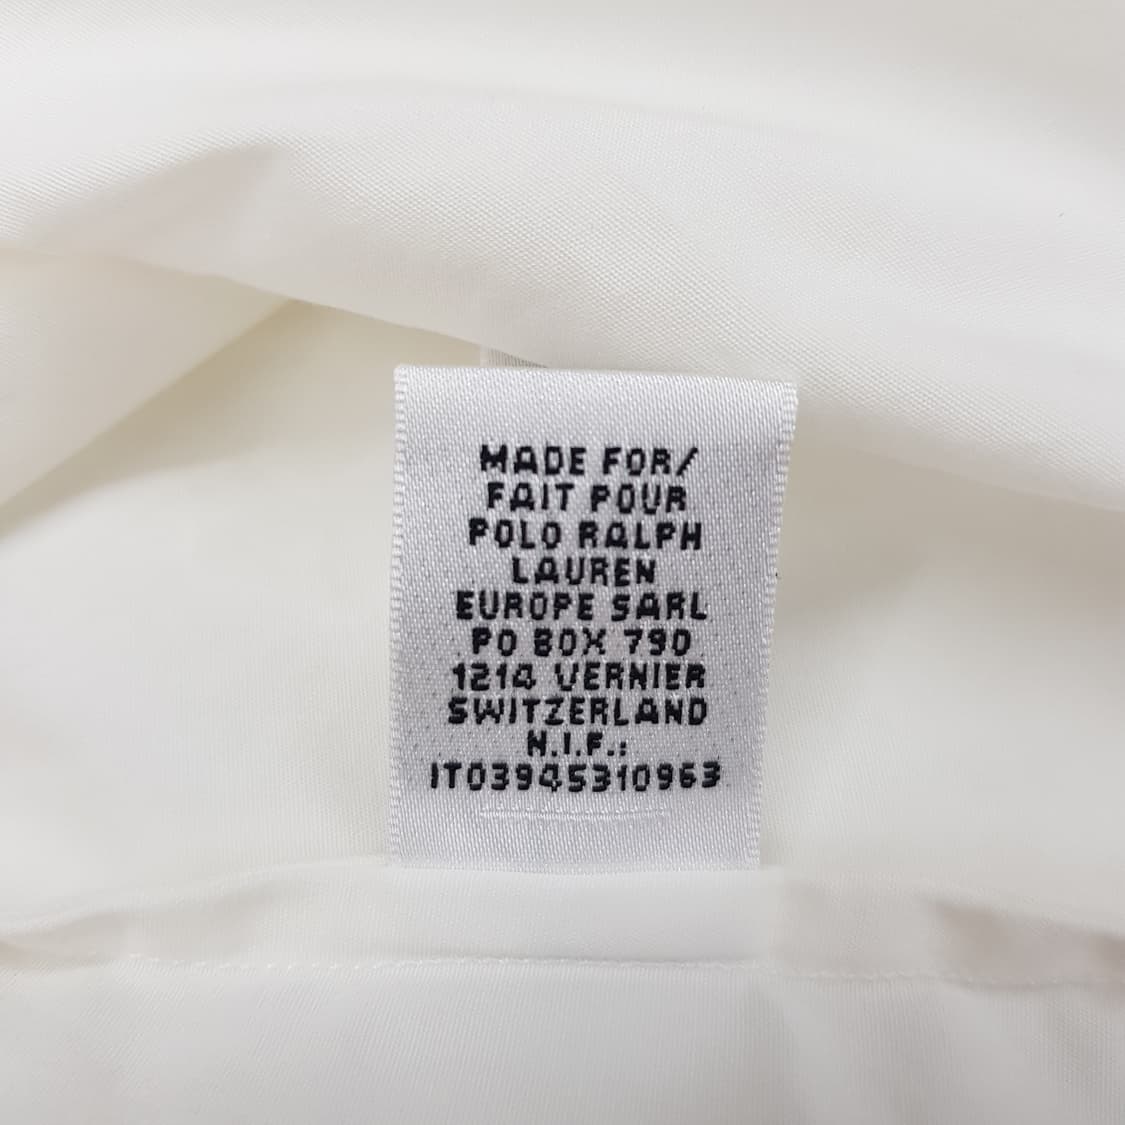 MADE FOR/
FAIT POUR
POLO RALPH
LAUREN
EUROPE SARL
PO BOX 790
1214 VERNIER
SWITZERLAND
N.I.F.:
IT03945310963